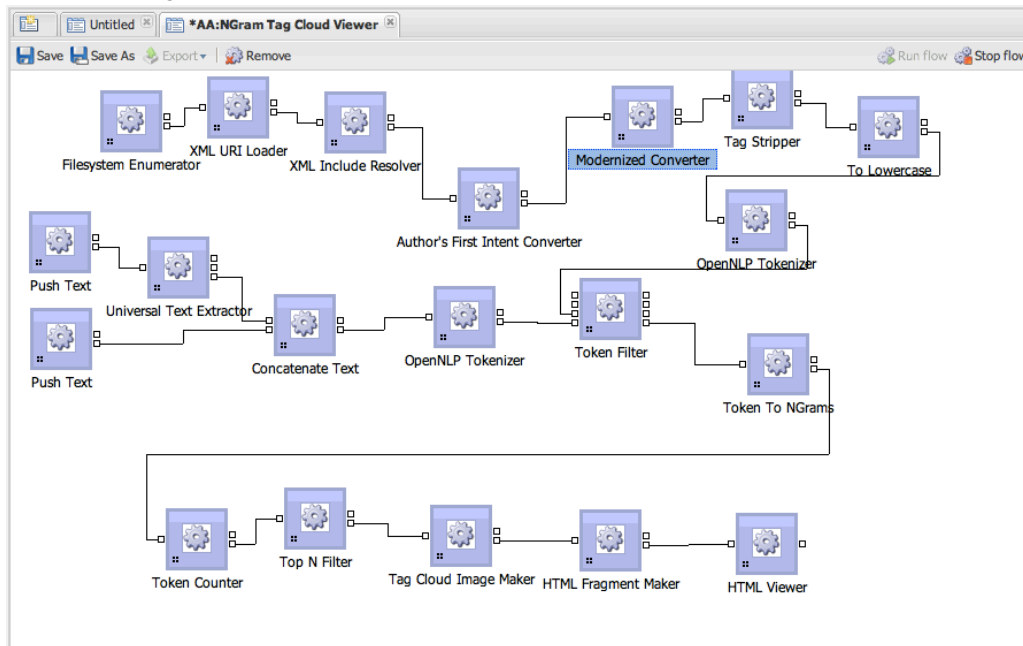 Untitled
*AA:NGram Tag Cloud Viewer
Save Save As Export Remove Run flow Stop flow
Filesystem Enumerator
XML URI Loader
XML Include Resolver
Modernized Converter
Tag Stripper
To Lowercase
Author's First Intent Converter
OpenNLP Tokenizer
Push Text
Universal Text Extractor
Push Text
Concatenate Text
OpenNLP Tokenizer
Token Filter
Token To NGrams
Token Counter
Top N Filter
Tag Cloud Image Maker
HTML Fragment Maker
HTML Viewer